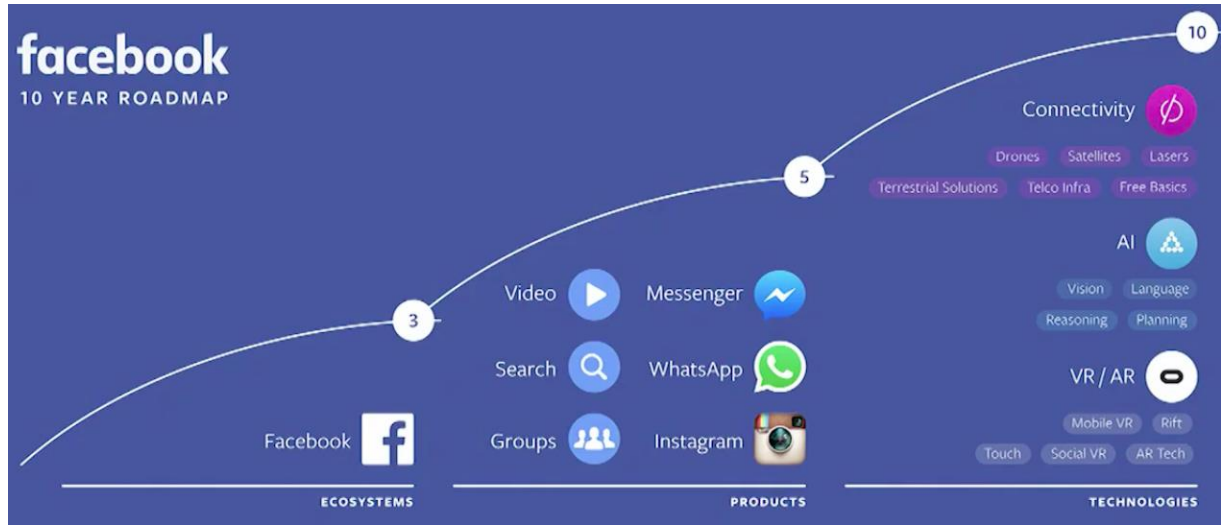 facebook
10 YEAR ROADMAP
3
Facebook
ECOSYSTEMS
5
Video
Messenger
Search
WhatsApp
Groups
Instagram
PRODUCTS
10
Connectivity
Drones Satellites Lasers
Terrestrial Solutions Telco Infra Free Basics
AI
Vision Language
Reasoning Planning
VR / AR
Mobile VR Rift
Touch Social VR AR Tech
TECHNOLOGIES